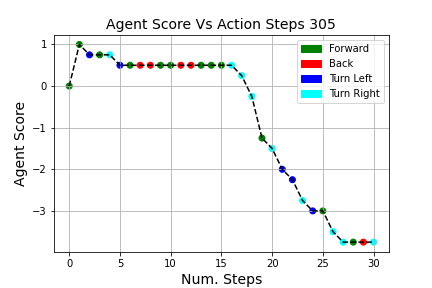 Agent Score Vs Action Steps 305
Agent Score
1
0
−1
−2
−3
Forward
Back
Turn Left
Turn Right
0 5 10 15 20 25 30
Num. Steps